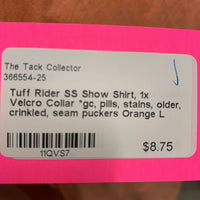 The Tack Collector
366554-25
Tuff Rider SS Show Shirt, 1x
Velcro Collar *gc, pills, stains, older,
crinkled, seam puckers Orange L
11QVS7
$8.75